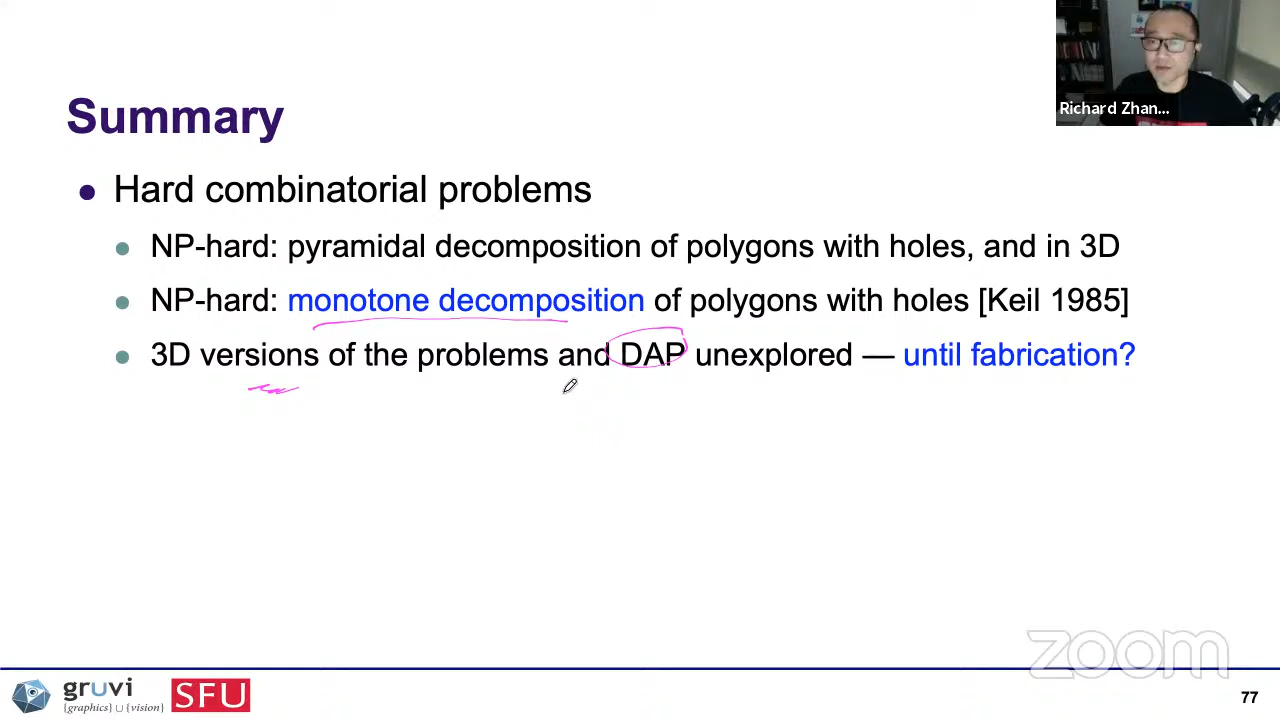 Richard Zhan...
Summary
Hard combinatorial problems
NP-hard: pyramidal decomposition of polygons with holes, and in 3D
NP-hard: monotone decomposition of polygons with holes [Keil 1985]
3D versions of the problems and DAP unexplored — until fabrication?
zoom
gruvi
{graphics} ∪ {vision}
SFU
77